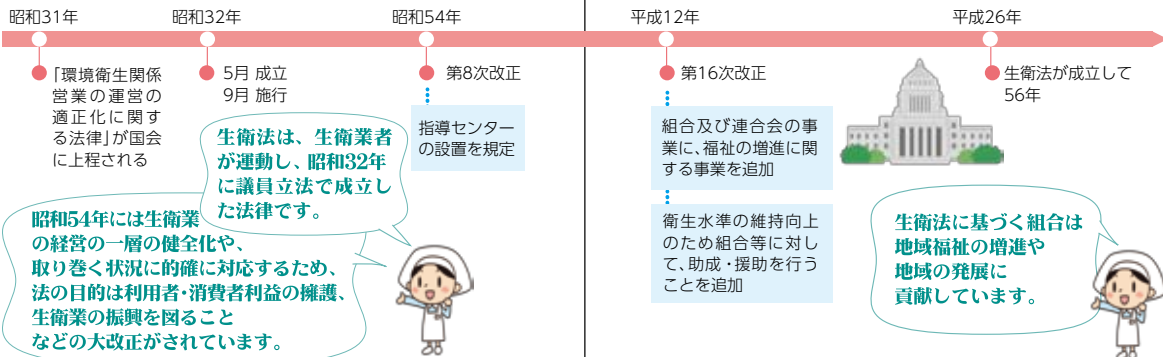 昭和31年
昭和32年
昭和54年
平成12年
平成26年
「環境衛生関係
営業の運営の
適正化に関す
る法律」が国会
に上程される
5月 成立
9月 施行
第8次改正
指導センター
の設置を規定
第16次改正
組合及び連合会の事
業に、福祉の増進に関
する事業を追加
衛生水準の維持向上
のため組合等に対し
て、助成・援助を行う
ことを追加
生衛法が成立して
56年
生衛法は、生衛業者
が運動し、昭和32年
に議員立法で成立し
た法律です。
昭和54年には生衛業
の経営の一層の健全化や、
取り巻く状況に的確に対応するため、
法の目的は利用者・消費者利益の擁護、
生衛業の振興を図ること
などの大改正がされています。
生衛法に基づく組合は
地域福祉の増進や
地域の発展に
貢献しています。